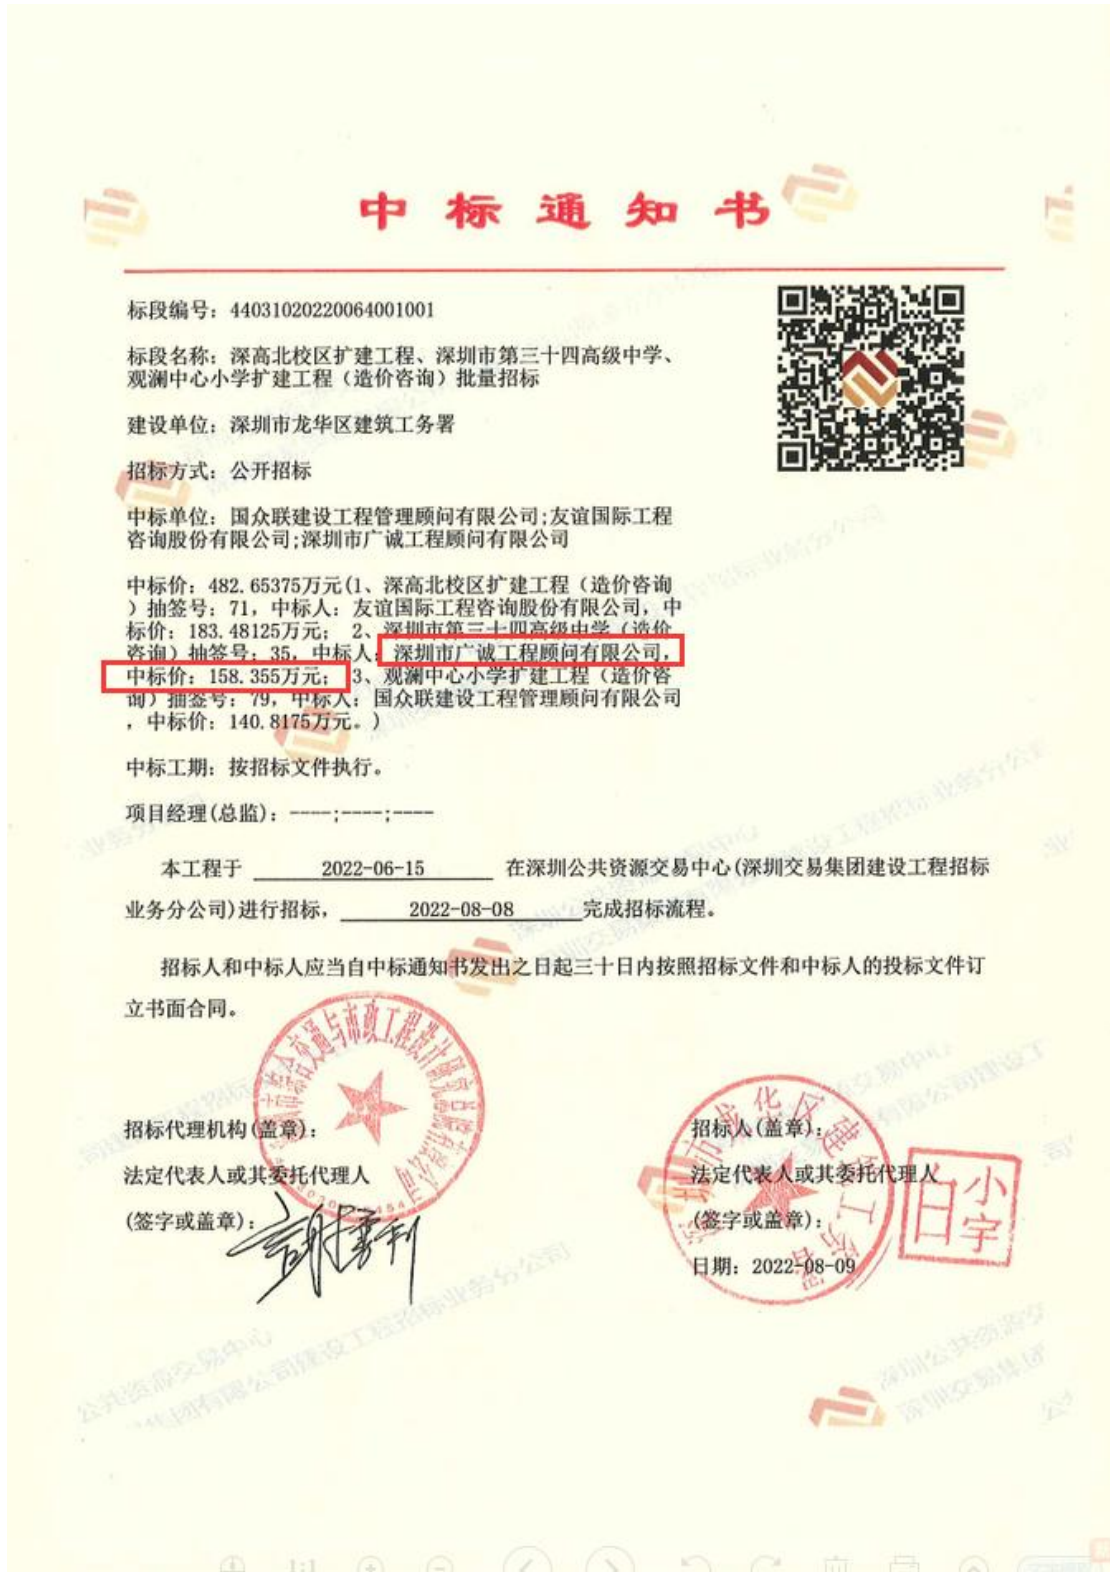 中标通知书
标段编号：44031020220064001001
标段名称：深高北校区扩建工程、深圳市第三十四高级中学、
观澜中心小学扩建工程（造价咨询）批量招标
建设单位：深圳市龙华区建筑工务署
招标方式：公开招标
中标单位：国众联建设工程管理顾问有限公司;友谊国际工程
咨询股份有限公司;深圳市广诚工程顾问有限公司
中标价：482.65375万元(1、深高北校区扩建工程（造价咨询
）抽签号：71，中标人：友谊国际工程咨询股份有限公司，中
标价：183.48125万元； 2、深圳市第三十四高级中学（造价
咨询）抽签号：35，中标人：深圳市广诚工程顾问有限公司，
中标价：158.355万元； 3、观澜中心小学扩建工程（造价咨
询）抽签号：79，中标人：国众联建设工程管理顾问有限公司
，中标价：140.8175万元。)
中标工期：按招标文件执行。
项目经理(总监)：----;----;----
本工程于 2022-06-15 在深圳公共资源交易中心(深圳交易集团建设工程招标
业务分公司)进行招标， 2022-08-08 完成招标流程。
招标人和中标人应当自中标通知书发出之日起三十日内按照招标文件和中标人的投标文件订
立书面合同。
招标代理机构(盖章)：
法定代表人或其委托代理人
(签字或盖章)：
招标人(盖章)：
法定代表人或其委托代理人
(签字或盖章)：
日期：2022-08-09
深圳市龙华区建筑工务署
白小宇